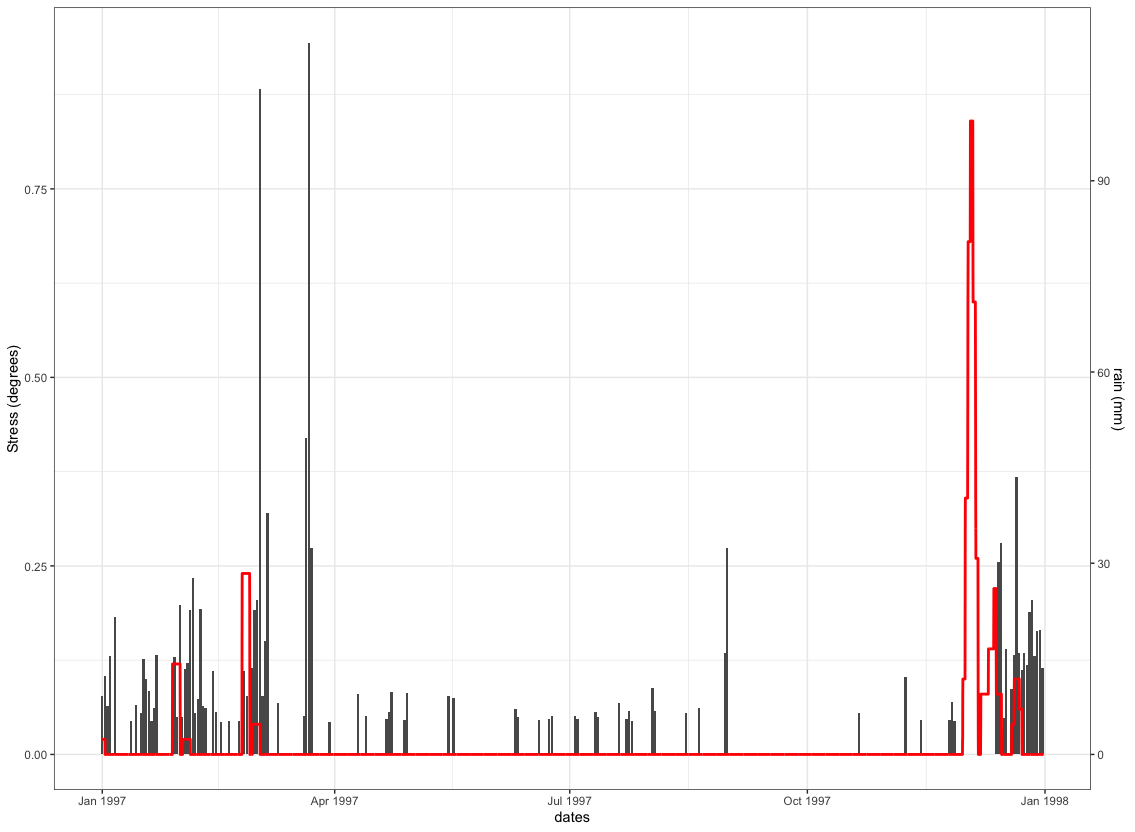 0.75
0.50
0.25
0.00
Stress (degrees)
90
60
30
0
rain (mm)
Jan 1997
Apr 1997
Jul 1997
Oct 1997
Jan 1998
dates